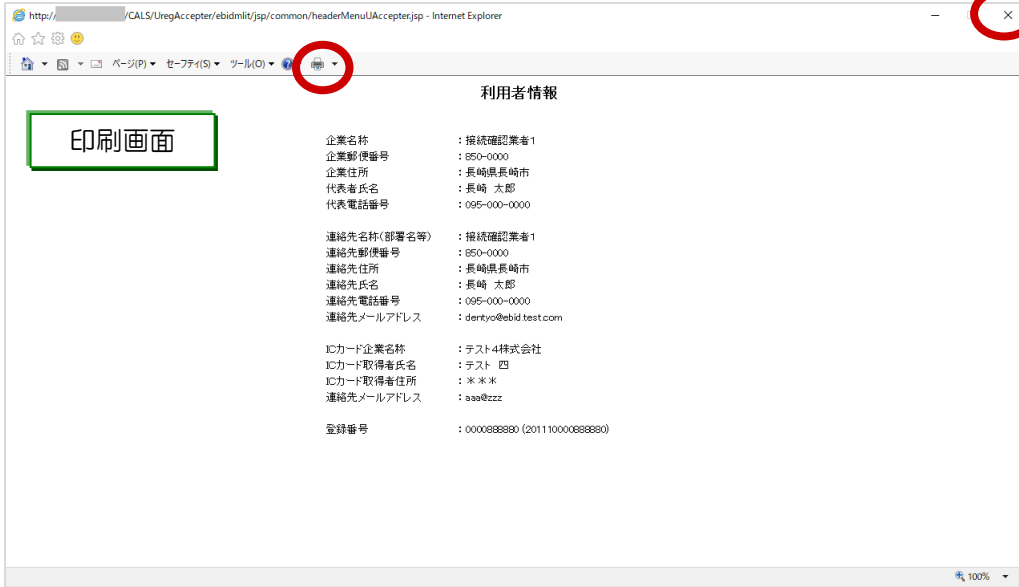 http:// /CALS/UregAccepter/ebidmlit/jsp/common/headerMenuUAccepter.jsp - Internet Explorer
ページ(P) セーフティ(S) ツール(O)
利用者情報
印刷画面
企業名称 ：接続確認業者1
企業郵便番号 ：850-0000
企業住所 ：長崎県長崎市
代表者氏名 ：長崎 太郎
代表電話番号 ：095-000-0000
連絡先名称(部署名等) ：接続確認業者1
連絡先郵便番号 ：850-0000
連絡先住所 ：長崎県長崎市
連絡先氏名 ：長崎 太郎
連絡先電話番号 ：095-000-0000
連絡先メールアドレス ：dentyo@ebid.test.com
ICカード企業名称 ：テスト4株式会社
ICカード取得者氏名 ：テスト 四
ICカード取得者住所 ：＊＊＊
連絡先メールアドレス ：aaa@zzz
登録番号 ：0000888880 (201110000888880)
100%